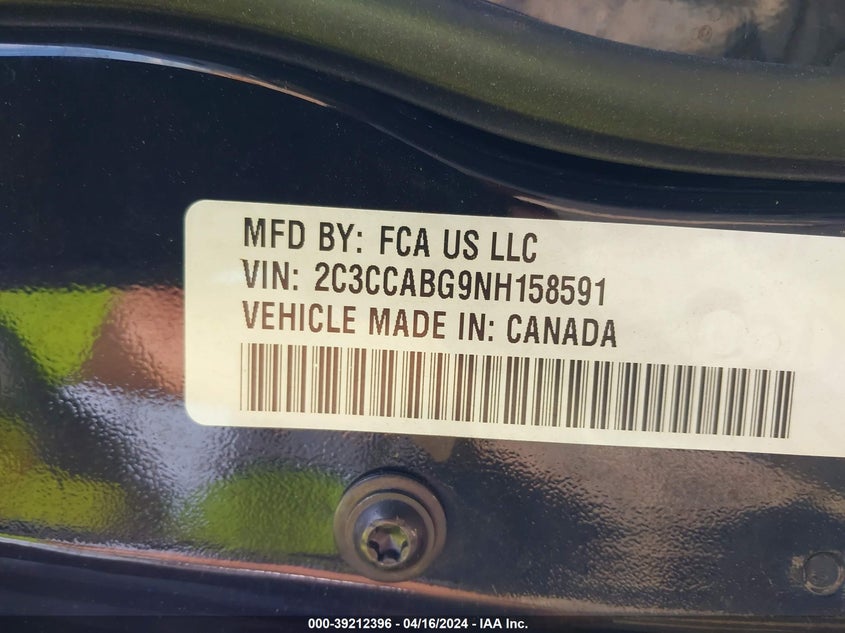 MFD BY: FCA US LLC
VIN: 2C3CCABG9NH158591
VEHICLE MADE IN: CANADA
000-39212396 - 04/16/2024 - IAA Inc.